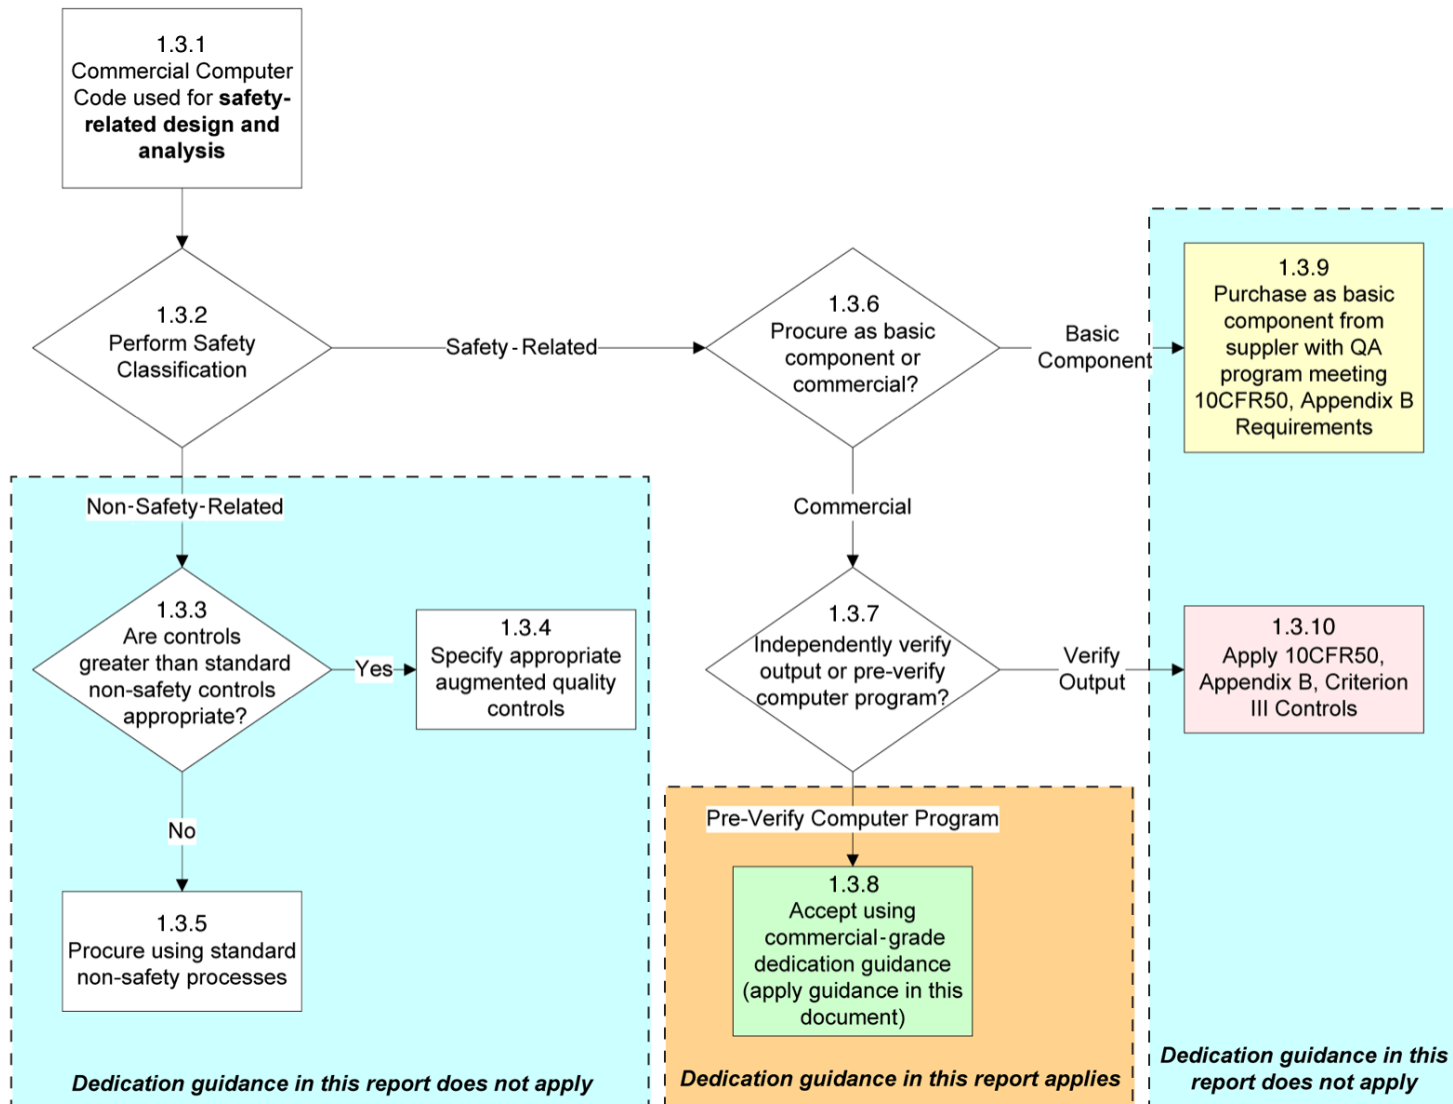 1.3.1
Commercial Computer
Code used for safety-
related design and
analysis
1.3.2
Perform Safety
Classification
Safety-Related
1.3.6
Procure as basic
component or
commercial?
Basic
Component
1.3.9
Purchase as basic
component from
suppler with QA
program meeting
10CFR50, Appendix B
Requirements
Non-Safety-Related
Commercial
1.3.3
Are controls
greater than standard
non-safety controls
appropriate?
Yes
1.3.4
Specify appropriate
augmented quality
controls
1.3.7
Independently verify
output or pre-verify
computer program?
Verify
Output
1.3.10
Apply 10CFR50,
Appendix B, Criterion
III Controls
No
Pre-Verify Computer Program
1.3.5
Procure using standard
non-safety processes
1.3.8
Accept using
commercial-grade
dedication guidance
(apply guidance in this
document)
Dedication guidance in this report does not apply
Dedication guidance in this report applies
Dedication guidance in this
report does not apply